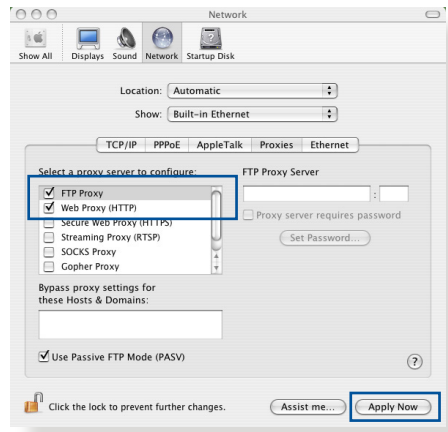 Network
Show All
Displays
Sound
Network
Startup Disk
Location: Automatic
Show: Built-in Ethernet
TCP/IP
PPPoE
AppleTalk
Proxies
Ethernet
Select a proxy server to configure:
FTP Proxy
Web Proxy (HTTP)
Secure Web Proxy (HTTPS)
Streaming Proxy (RTSP)
SOCKS Proxy
Gopher Proxy
FTP Proxy Server
:
Proxy server requires password
Set Password...
Bypass proxy settings for
these Hosts & Domains:
Use Passive FTP Mode (PASV)
?
Click the lock to prevent further changes.
Assist me...
Apply Now